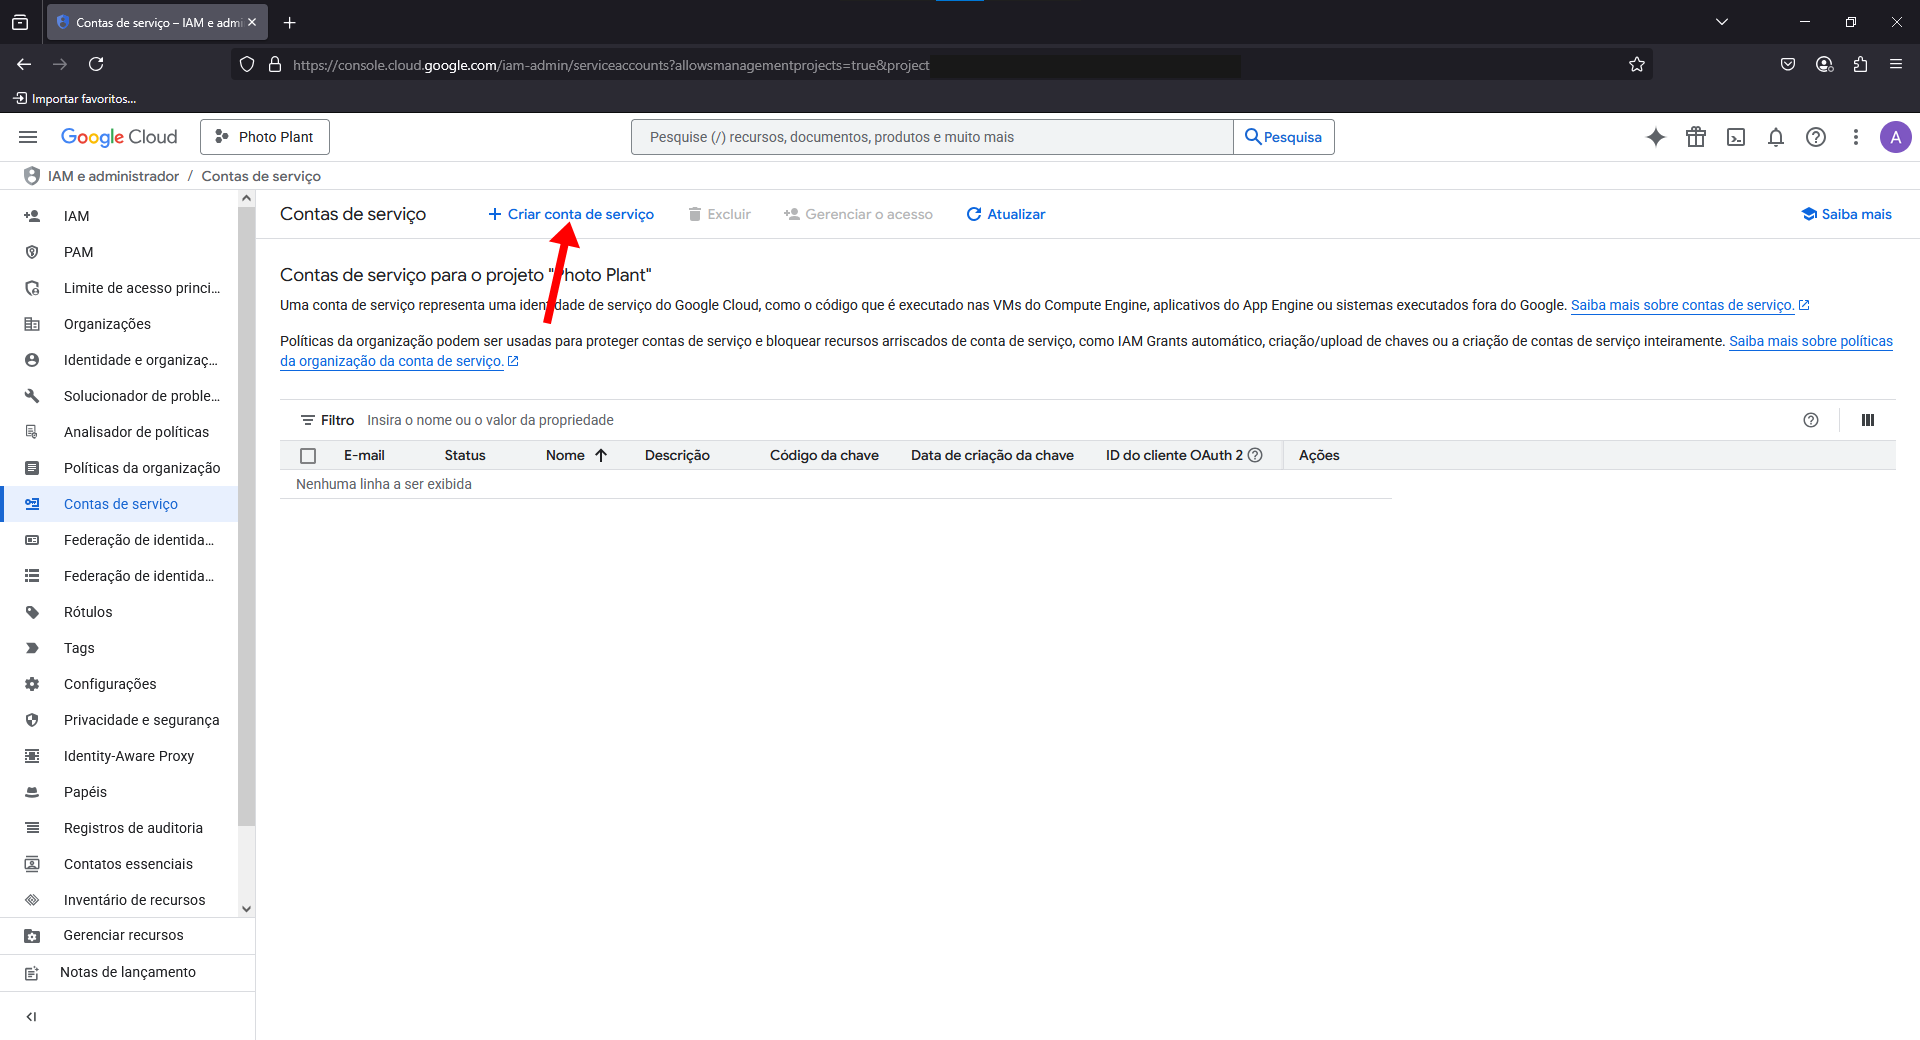 Contas de serviço – IAM e admi
https://console.cloud.google.com/iam-admin/serviceaccounts?allowsmanagementprojects=true&project
Importar favoritos...
Google Cloud
Photo Plant
Pesquise (/) recursos, documentos, produtos e muito mais
Pesquisa
A
IAM e administrador / Contas de serviço
IAM
PAM
Limite de acesso princi...
Organizações
Identidade e organizaç...
Solucionador de proble...
Analisador de políticas
Políticas da organização
Contas de serviço
Federação de identida...
Federação de identida...
Rótulos
Tags
Configurações
Privacidade e segurança
Identity-Aware Proxy
Papéis
Registros de auditoria
Contatos essenciais
Inventário de recursos
Gerenciar recursos
Notas de lançamento
Contas de serviço
Criar conta de serviço
Excluir
Gerenciar o acesso
Atualizar
Saiba mais
Contas de serviço para o projeto "Photo Plant"
Uma conta de serviço representa uma identidade de serviço do Google Cloud, como o código que é executado nas VMs do Compute Engine, aplicativos do App Engine ou sistemas executados fora do Google. Saiba mais sobre contas de serviço.
Políticas da organização podem ser usadas para proteger contas de serviço e bloquear recursos arriscados de conta de serviço, como IAM Grants automático, criação/upload de chaves ou a criação de contas de serviço inteiramente. Saiba mais sobre políticas
da organização da conta de serviço.
Filtro Insira o nome ou o valor da propriedade
E-mail Status Nome Descrição Código da chave Data de criação da chave ID do cliente OAuth 2 Ações
Nenhuma linha a ser exibida